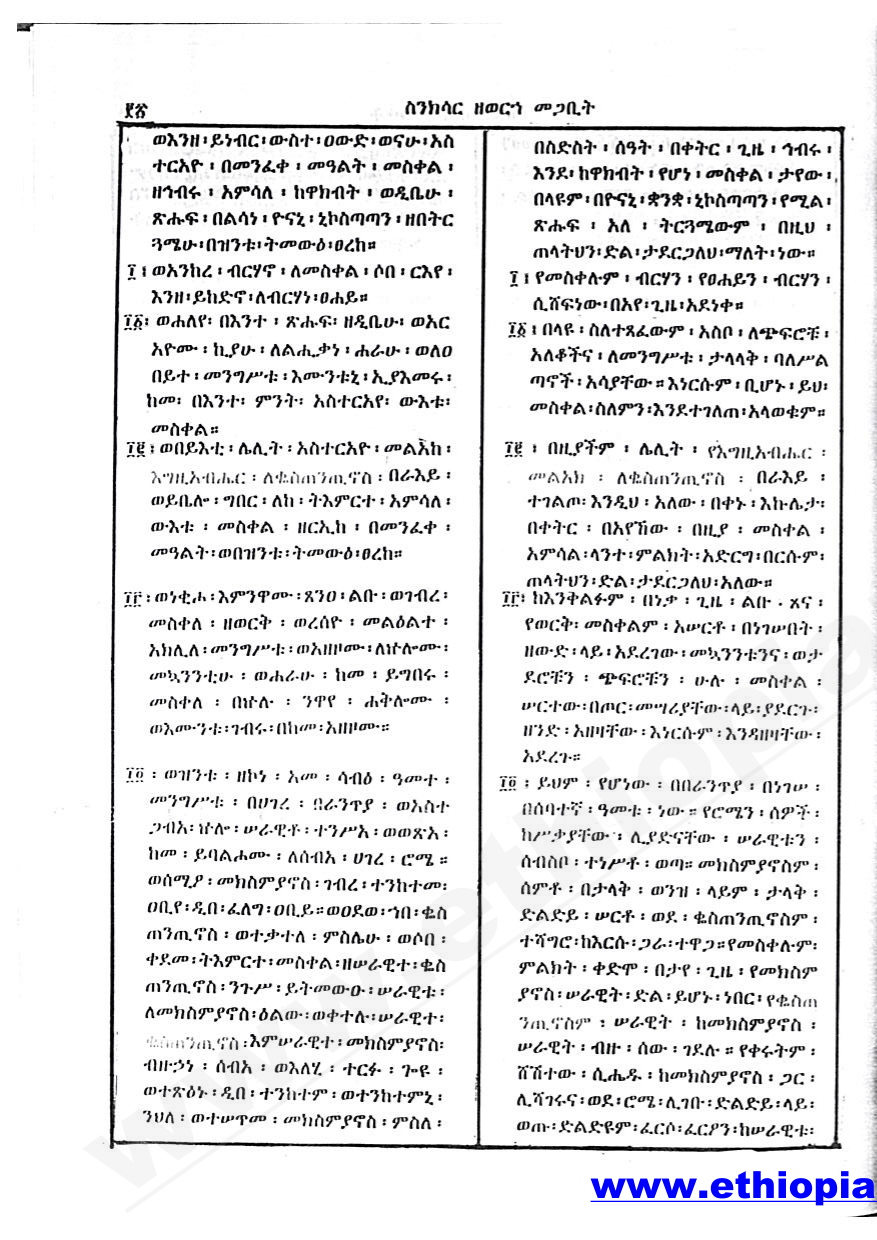 ፶፰
ስንክሳር ዘወርኀ መጋቢት
ወእንዘ ፡ ይነብር ፡ ውስተ ፡ ዐውድ ፡ ወናሁ ፡ አስ
ተርአዮ ፡ በመንፈቀ ፡ መዓልት ፡ መስቀል ፡
ዘኅብሩ ፡ አምሳለ ፡ ከዋክብት ፡ ወዲቤሁ ፡
ጽሑፍ ፡ በልሳነ ፡ ዮናኒ ፡ ኒኮስጣጣን ፡ ዘበትር
ጓሜሁ ፡ በዝንቱ ፡ ትመውዕ ፡ ፀረከ።
፲ ፤ ወአንከረ ፡ ብርሃኖ ፡ ለመስቀል ፡ ሶበ ፡ ርእየ ፡
እንዘ ፡ ይከድኖ ፡ ለብርሃነ ፡ ፀሐይ።
፲፩፡ ወሐለየ፡ በእንተ ፡ ጽሑፍ፡ ዘዲቤሁ፡ ወአር
አዮሙ ፡ ኪያሁ ፡ ለልሒቃነ ፡ ሐራሁ ፡ ወለዐ
በይተ ፡ መንግሥቱ ፡ እሙንቱኒ ፡ ኢያእመሩ ፡
ከመ፡ በእንተ፡ ምንት፡ አስተርአየ፡ ውእቱ፡
መስቀል።
፲፪ ፡ ወበይእቲ ፡ ሌሊት ፡ አስተርአዮ ፡ መልአከ ፡
እግዚአብሔር ፡ ለቈስጠንጢኖስ ፡ በራእይ ፡
ወይቤሎ ፡ ግበር ፡ ለከ ፡ ትእምርተ ፡ አምሳለ ፡
ውእቱ ፡ መስቀል ፡ ዘርኢከ ፡ በመንፈቀ ፡
መዓልት ፡ ወበዝንቱ ፡ ትመውዕ ፡ ፀረከ።
፲፫ ፡ ወነቂሖ ፡ እምንዋሙ ፡ ጸንዐ ፡ ልቡ ፡ ወገብረ ፡
መስቀለ ፡ ዘወርቅ ፡ ወረሰዮ ፡ መልዕልተ ፡
አክሊለ ፡ መንግሥቱ ፡ ወአዘዞሙ ፡ ለኵሎሙ ፡
መኳንንቲሁ ፡ ወሐራሁ ፡ ከመ ፡ ይግበሩ ፡
መስቀለ ፡ በኵሉ ፡ ንዋየ ፡ ሐቅሎሙ ፡
ወእሙንቱ ፡ ገብሩ ፡ በከመ ፡ አዘዞሙ።
፲፬ ፡ ወዝንቱ ፡ ዘኮነ ፡ አመ ፡ ሳብዕ ፡ ዓመተ ፡
መንግሥቱ ፡ በሀገረ ፡ በራንጥያ ፡ ወአስተ
ጋብአ፡ ኵሎ ፡ ሠራዊቶ ፡ ተንሥአ ፡ ወወጽአ ፡
ከመ ፡ ይባልሖሙ ፡ ለሰብአ ፡ ሀገረ ፡ ሮሜ ።
ወሰሚዖ ፡ መክስምያኖስ ፡ ገብረ ፡ ተንከተመ፡
ዐቢየ ፡ ዲበ ፡ ፈለግ ፡ ዐቢይ። ወዐደወ ፡ ኀበ ፡ ቈስ
ጠንጢኖስ ፡ ወተቃተለ ፡ ምስሌሁ ፡ ወሶበ ፡
ቀደመ ፡ ትእምርተ ፡ መስቀል ፡ ዘሠራዊተ ፡ ቈስ
ጠንጢኖስ ፡ ንጉሥ ፡ ይትመውዑ ፡ ሠራዊቱ ፡
ለመክስምያኖስ ፡ ዕልው ፡ ወቀተሉ ፡ ሠራዊተ ፡
ቈስጠንጢኖስ ፡ እምሠራዊተ ፡ መክስምያኖስ፡
ብዙኃነ ፡ ሰብአ ፡ ወእለሂ ፡ ተርፉ ፡ ጐዩ ፡
ወተጽዕኑ ፡ ዲበ ፡ ተንከተም ፡ ወተንከተምኒ ፡
ንህለ ፡ ወተሠጥመ ፡ መክስምያኖስ ፡ ምስለ ፡
በስድስት ፡ ሰዓት ፡ በቀትር ፡ ጊዜ ፡ ኅብሩ ፡
እንደ፡ ከዋክብት ፡ የሆነ ፡ መስቀል ፡ ታየው ፡
በላዩም ፡ በዮናኒ ፡ ቋንቋ ፡ ኒኮስጣጣን ፡ የሚል ፡
ጽሑፍ ፡ አለ ፡ ትርጓሜውም ፡ በዚህ ፡
ጠላትህን ፡ ድል ፡ ታደርጋለህ ፡ ማለት ፡ ነው።
፲ ፤ የመስቀሉም ፡ ብርሃን ፡ የፀሐይን ፡ ብርሃን ፡
ሲሸፍነው ፡ በአየ ፡ ጊዜ ፡ አደነቀ።
፲፩ ፤ በላዩ ፡ ስለተጸፈውም ፡ አስቦ ፡ ለጭፍሮቹ ፡
አለቆችና ፡ ለመንግሥቱ ፡ ታላላቅ ፡ ባለሥል
ጣኖች ፡ አሳያቸው ። እነርሱም ፡ ቢሆኑ ፡ ይህ፡
መስቀል ፡ ስለምን ፡ እንደተገለጠ ፡ አላወቁም።
፲፪ ፡ በዚያችም ፡ ሌሊት ፡ የእግዚአብሔር ፡
መልአክ ፡ ለቈስጠንጢኖስ ፡ በራእይ ፡
ተገልጦ፡ እንዲህ ፡ አለው ፡ በቀኑ ፡ እኩሌታ፡
በቀትር ፡ በአየኸው ፡ በዚያ ፡ መስቀል ፡
አምሳል ፡ ላንተ ፡ ምልክት ፡ አድርግ ፡ በርሱም፡
ጠላትህን ፡ ድል ፡ ታደርጋለህ ፡ አለው።
፲፫፡ ከእንቅልፉም ፡ በነቃ ፡ ጊዜ ፡ ልቡ ፡ ጸና ፡
የወርቅ፡ መስቀልም ፡ አሠርቶ ፡ በነገሠበት ፡
ዘውድ ፡ ላይ ፡ አደረገው ፡ መኳንንቱንና ፡ ወታ
ደሮቹን ፡ ጭፍሮቹን ፡ ሁሉ ፡ መስቀል ፡
ሠርተው ፡ በጦር ፡ መሣሪያቸው ፡ ላይ ፡ ያደርጉ፡
ዘንድ ፡ አዘዛቸው ፡ እነርሱም ፡ እንዳዘዛቸው ፡
አደረጉ።
፲፬ ፡ ይህም ፡ የሆነው ፡ በበራንጥያ ፡ በነገሠ ፡
በሰባተኛ ፡ ዓመቱ ፡ ነው ። የሮሜን ፡ ሰዎች ፡
ከሥቃያቸው ፡ ሊያድናቸው ፡ ሠራዊቱን ፡
ሰብስቦ ፡ ተነሥቶ ፡ ወጣ። መክስምያኖስም ፡
ሰምቶ ፡ በታላቅ ፡ ወንዝ ፡ ላይም ፡ ታላቅ ፡
ድልድይ ፡ ሠርቶ ፡ ወደ ፡ ቈስጠንጢኖስም ፡
ተሻግሮ ፡ ከእርሱ ፡ ጋራ ፡ ተዋጋ። የመስቀሉም፡
ምልክት ፡ ቀድሞ ፡ በታየ ፡ ጊዜ ፡ የመክስም
ያኖስ ፡ ሠራዊት ፡ ድል ፡ ይሆኑ ፡ ነበር ፡ የቈስጠ
ንጢኖስም ፡ ሠራዊት ፡ ከመክስምያኖስ ፡
ሠራዊት ፡ ብዙ ፡ ሰው ፡ ገደሉ ። የቀሩትም ፡
ሸሽተው ፡ ሲሔዱ ፡ ከመክስምያኖስ ፡ ጋር ፡
ሊሻገሩና ፡ ወደ ፡ ሮሜ ፡ ሊገቡ ፡ ድልድይ ፡ ላይ፡
ወጡ ፡ ድልድዩም ፡ ፈርሶ ፡ ፈርዖን ፡ ከሠራዊቱ፡
www.ethiopia
www.ethiopia